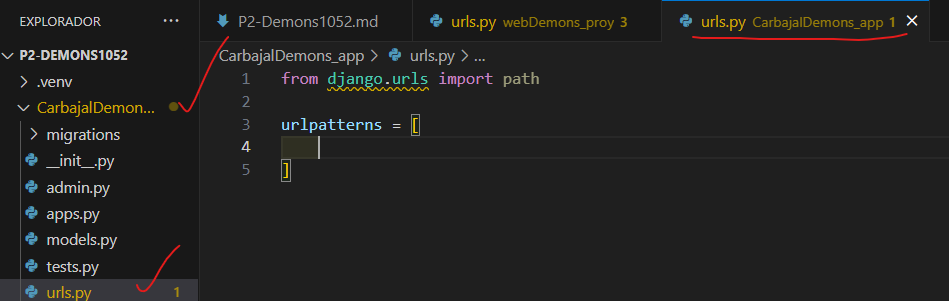 EXPLORADOR ...
P2-Demons1052.md
urls.py webDemons_proy 3
urls.py CarbajalDemons_app 1
P2-DEMONS1052
.venv
CarbajalDemon...
migrations
__init__.py
admin.py
apps.py
models.py
tests.py
urls.py 1
CarbajalDemons_app > urls.py > ...
1 from django.urls import path
2
3 urlpatterns = [
4
5 ]